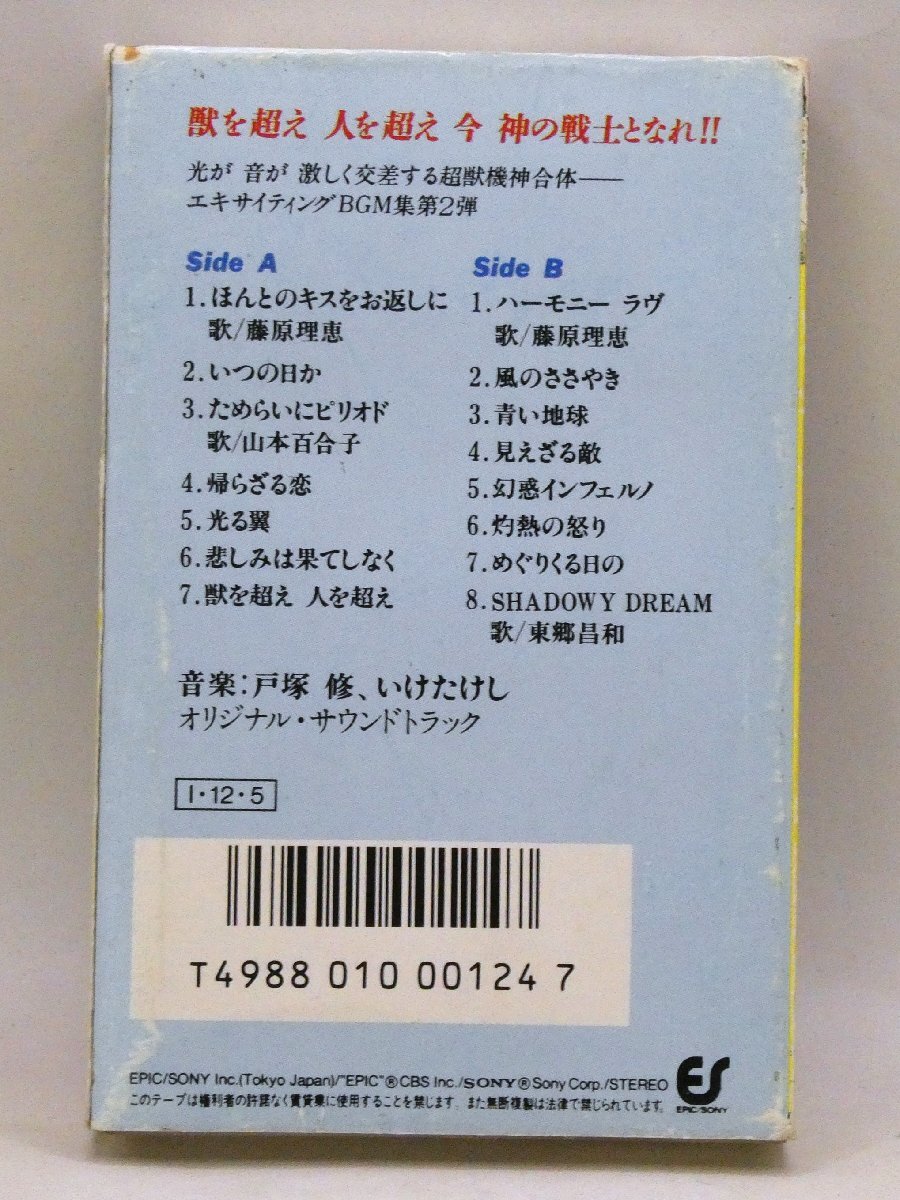 獣を超え 人を超え 今 神の戦士となれ!!
光が 音が 激しく交差する超獣機神合体――
エキサイティングBGM集第2弾
Side A
1.ほんとのキスをお返しに
歌/藤原理恵
2.いつの日か
3.ためらいにピリオド
歌/山本百合子
4.帰らざる恋
5.光る翼
6.悲しみは果てしなく
7.獣を超え 人を超え
Side B
1.ハーモニー ラヴ
歌/藤原理恵
2.風のささやき
3.青い地球
4.見えざる敵
5.幻惑インフェルノ
6.灼熱の怒り
7.めぐりくる日の
8.SHADOWY DREAM
歌/東郷昌和
音楽:戸塚 修、いけたけし
オリジナル・サウンドトラック
I・12・5
T4988 010 00124 7
EPIC/SONY Inc.(Tokyo Japan)/"EPIC"® CBS Inc./SONY® Sony Corp./STEREO
このテープは権利者の許諾なく賃貸業に使用することを禁じます。また無断複製は法律で禁じられています。
ES
EPIC/SONY